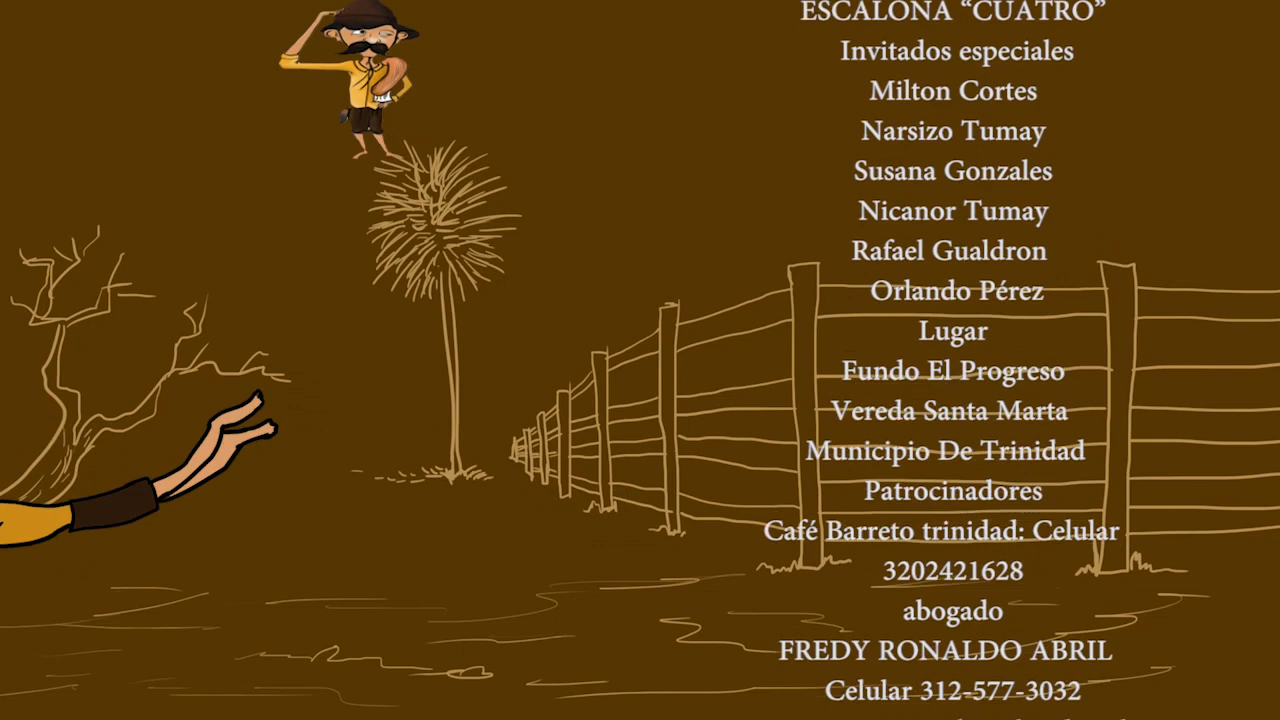 ESCALONA “CUATRO”
Invitados especiales
Milton Cortes
Narsizo Tumay
Susana Gonzales
Nicanor Tumay
Rafael Gualdron
Orlando Pérez
Lugar
Fundo El Progreso
Vereda Santa Marta
Municipio De Trinidad
Patrocinadores
Café Barreto trinidad: Celular
3202421628
abogado
FREDY RONALDO ABRIL
Celular 312-577-3032